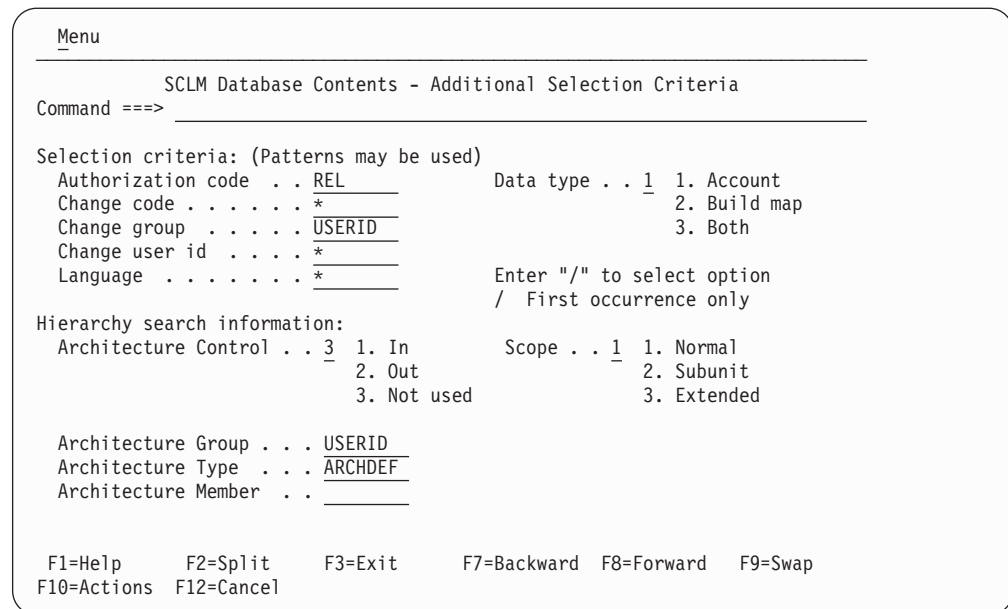 Menu
SCLM Database Contents - Additional Selection Criteria
Command ===>
Selection criteria: (Patterns may be used)
Authorization code . . REL Data type . . 1 1. Account
Change code . . . . . . * 2. Build map
Change group . . . . . USERID 3. Both
Change user id . . . . *
Language . . . . . . . * Enter "/" to select option
/ First occurrence only
Hierarchy search information:
Architecture Control . . 3 1. In Scope . . 1 1. Normal
2. Out 2. Subunit
3. Not used 3. Extended
Architecture Group . . . USERID
Architecture Type . . . ARCHDEF
Architecture Member . .
F1=Help F2=Split F3=Exit F7=Backward F8=Forward F9=Swap
F10=Actions F12=Cancel